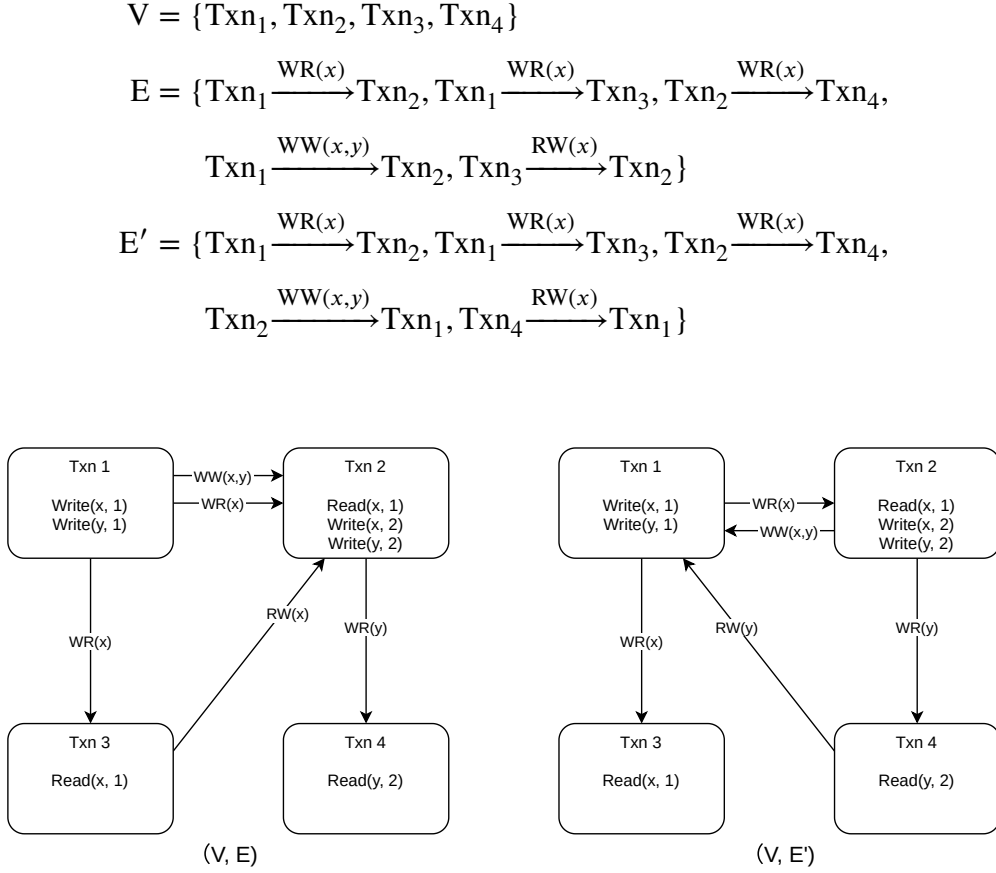 V = {Txn₁, Txn₂, Txn₃, Txn₄}
E = {Txn₁ —WR(x)→ Txn₂, Txn₁ —WR(x)→ Txn₃, Txn₂ —WR(x)→ Txn₄,
Txn₁ —WW(x,y)→ Txn₂, Txn₃ —RW(x)→ Txn₂}
E′ = {Txn₁ —WR(x)→ Txn₂, Txn₁ —WR(x)→ Txn₃, Txn₂ —WR(x)→ Txn₄,
Txn₂ —WW(x,y)→ Txn₁, Txn₄ —RW(x)→ Txn₁}
Txn 1
Write(x, 1)
Write(y, 1)
WW(x,y)
WR(x)
Txn 2
Read(x, 1)
Write(x, 2)
Write(y, 2)
WR(x)
RW(x)
WR(y)
Txn 3
Read(x, 1)
Txn 4
Read(y, 2)
(V, E)
Txn 1
Write(x, 1)
Write(y, 1)
WR(x)
WW(x,y)
Txn 2
Read(x, 1)
Write(x, 2)
Write(y, 2)
WR(x)
RW(y)
WR(y)
Txn 3
Read(x, 1)
Txn 4
Read(y, 2)
(V, E')